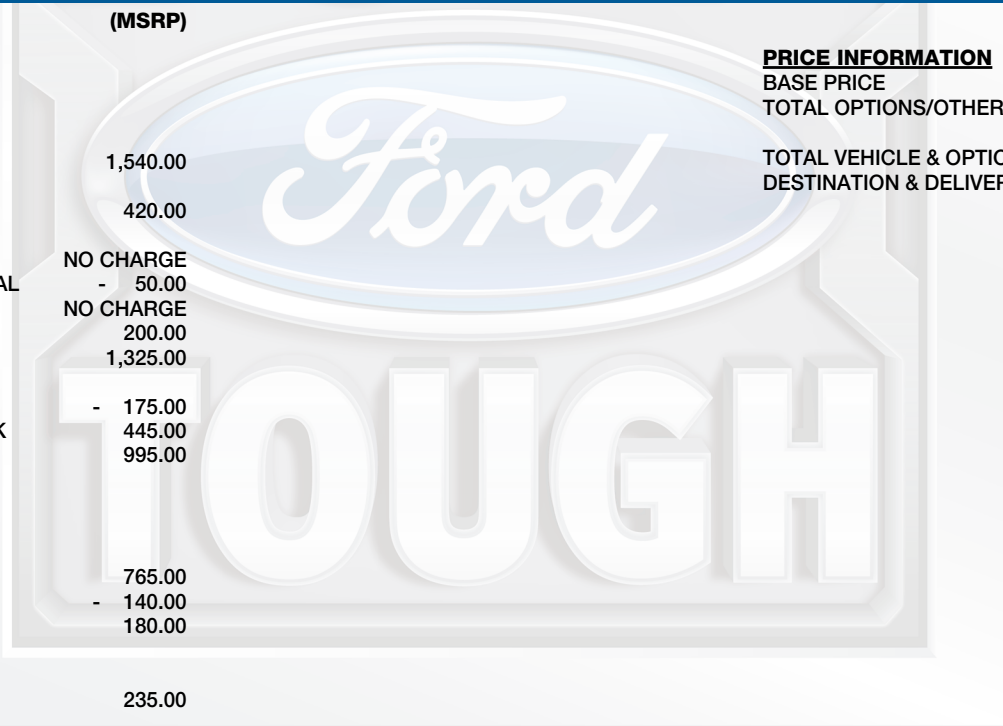 (MSRP)
PRICE INFORMATION
BASE PRICE
TOTAL OPTIONS/OTHER
1,540.00
TOTAL VEHICLE & OPTIO
DESTINATION & DELIVER
420.00
NO CHARGE
AL - 50.00
NO CHARGE
200.00
1,325.00
- 175.00
K 445.00
995.00
765.00
- 140.00
180.00
235.00
Ford
TOUGH